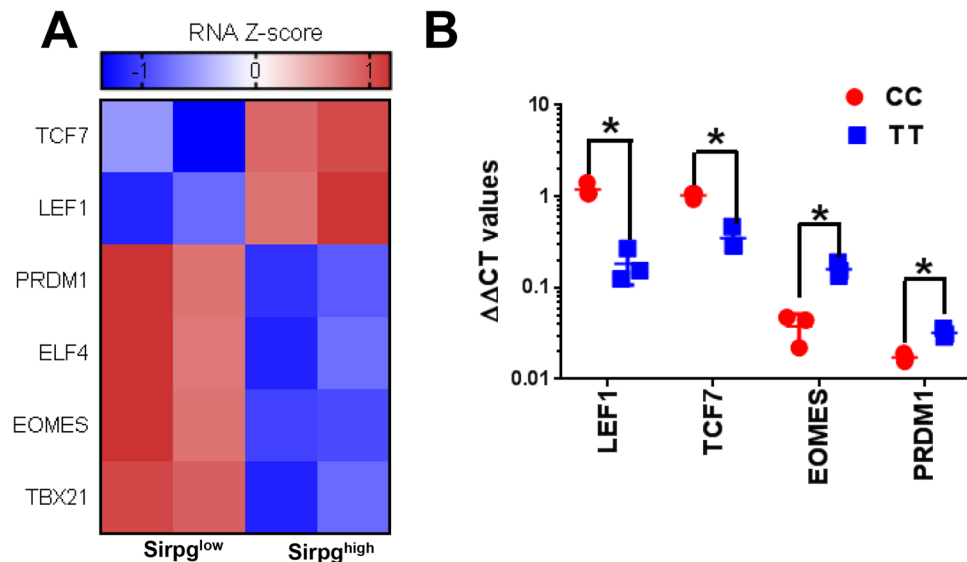 A
RNA Z-score
-1 0 1
TCF7
LEF1
PRDM1
ELF4
EOMES
TBX21
Sirpglow Sirpghigh
B
CC
TT
ΔΔCT values
10
1
0.1
0.01
* * * *
LEF1 TCF7 EOMES PRDM1